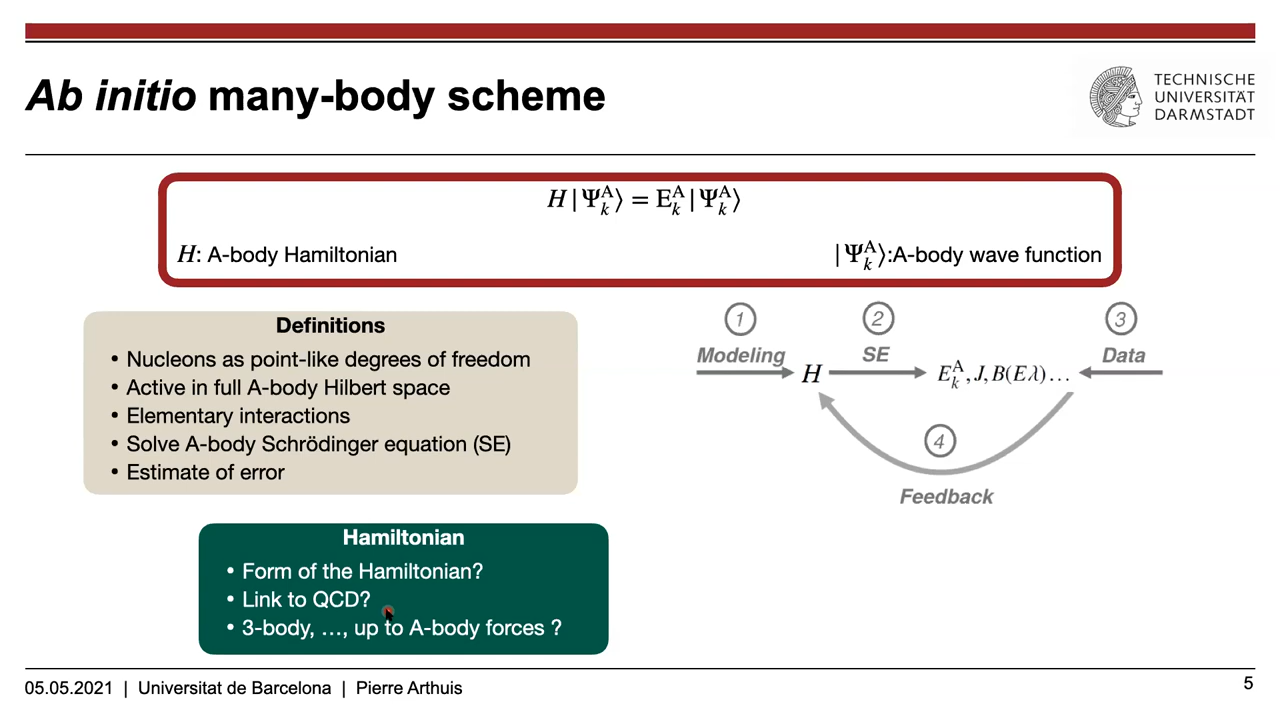 Ab initio many-body scheme
TECHNISCHE
UNIVERSITÄT
DARMSTADT
H|Ψ_k^A⟩ = E_k^A|Ψ_k^A⟩
H: A-body Hamiltonian
|Ψ_k^A⟩:A-body wave function
Definitions
• Nucleons as point-like degrees of freedom
• Active in full A-body Hilbert space
• Elementary interactions
• Solve A-body Schrödinger equation (SE)
• Estimate of error
1 2 3
Modeling SE Data
H E_k^A, J, B(Eλ)…
4
Feedback
Hamiltonian
• Form of the Hamiltonian?
• Link to QCD?
• 3-body, …, up to A-body forces ?
05.05.2021 | Universitat de Barcelona | Pierre Arthuis
5